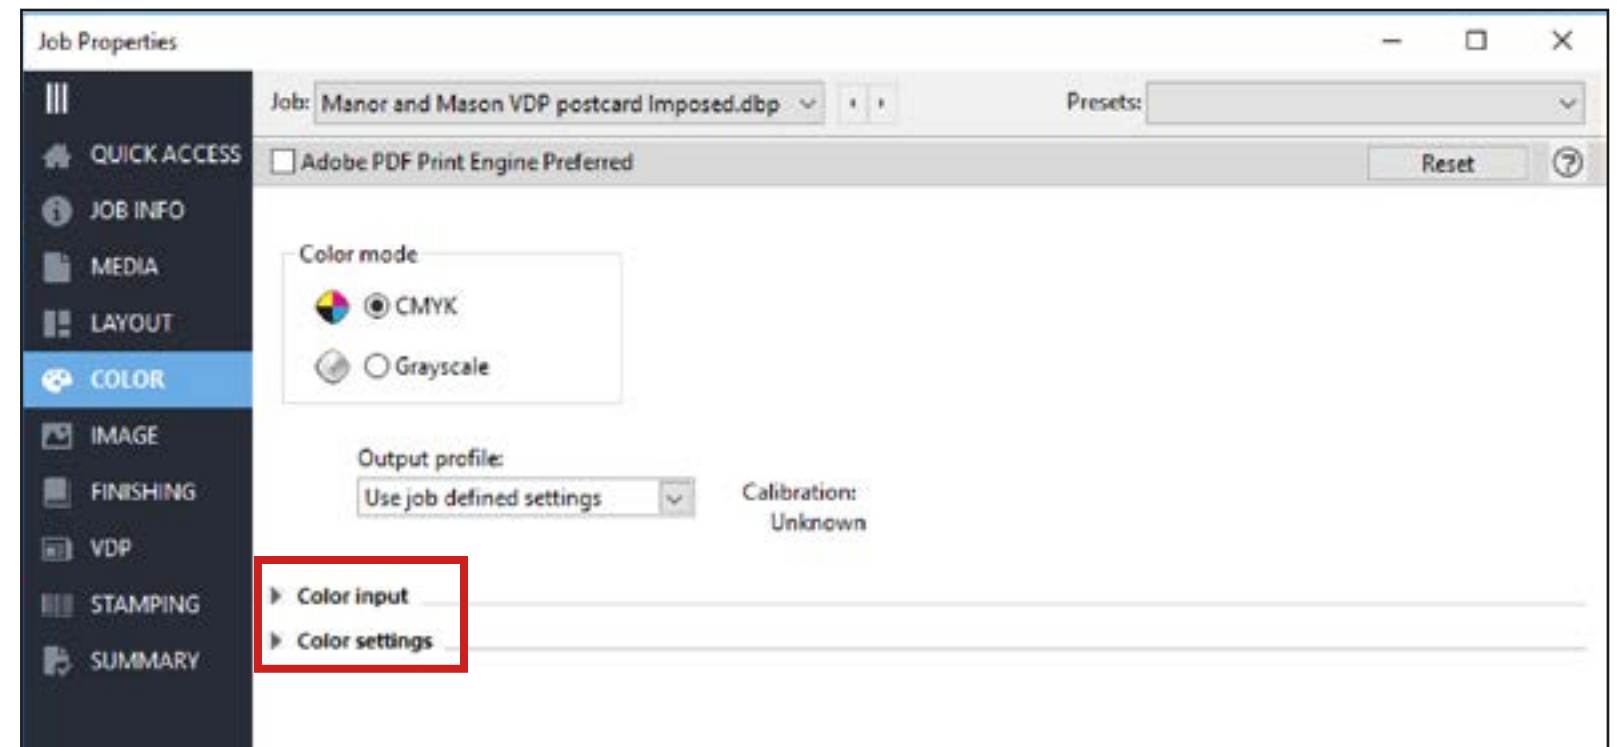 Job Properties
Job: Manor and Mason VDP postcard Imposed.dbp Presets:
Adobe PDF Print Engine Preferred Reset ?
QUICK ACCESS
JOB INFO
MEDIA
LAYOUT
COLOR
IMAGE
FINISHING
VDP
STAMPING
SUMMARY
Color mode
CMYK
Grayscale
Output profile:
Use job defined settings
Calibration:
Unknown
Color input
Color settings